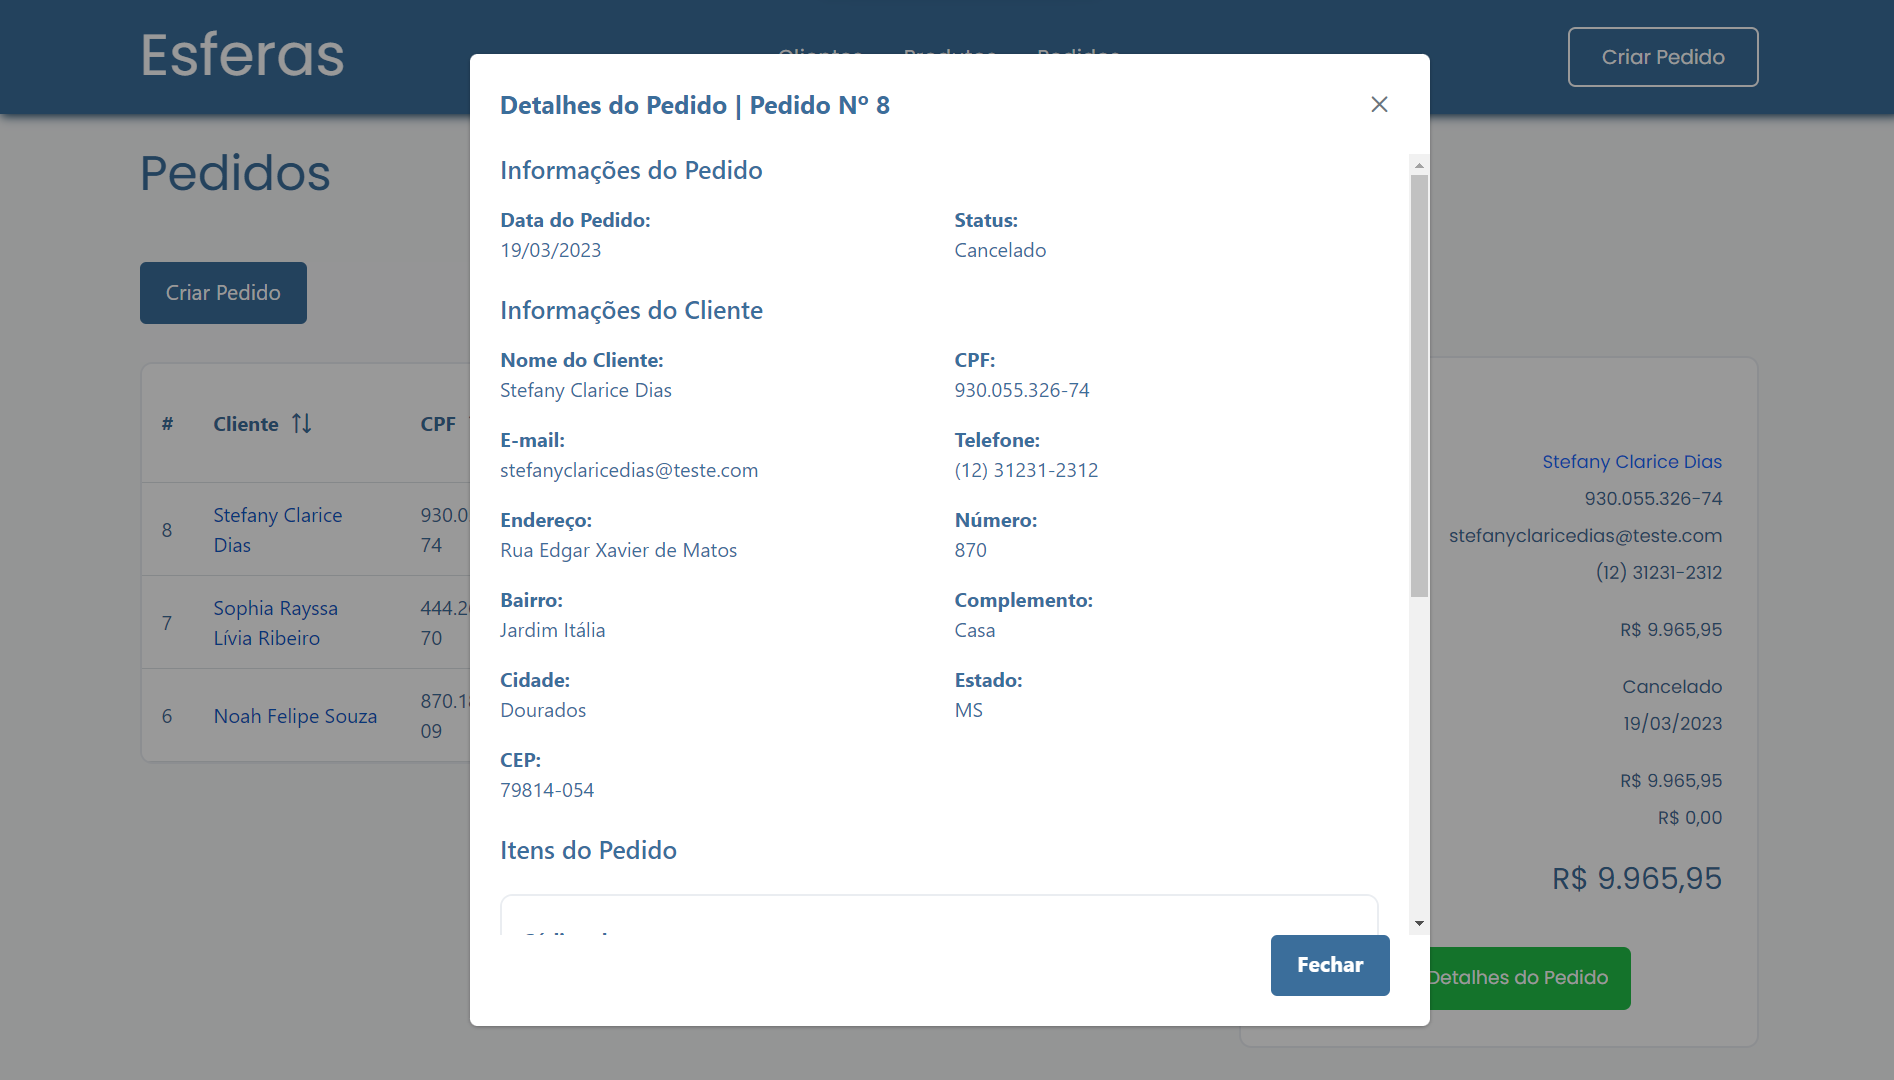 Esferas
Clientes Produtos Pedidos
Criar Pedido
Pedidos
Criar Pedido
# Cliente CPF
8 Stefany Clarice Dias 930.0 74
7 Sophia Rayssa Lívia Ribeiro 444.2 70
6 Noah Felipe Souza 870.1 09
Detalhes do Pedido | Pedido Nº 8
Informações do Pedido
Data do Pedido: Status:
19/03/2023 Cancelado
Informações do Cliente
Nome do Cliente: CPF:
Stefany Clarice Dias 930.055.326-74
E-mail: Telefone:
stefanyclaricedias@teste.com (12) 31231-2312
Endereço: Número:
Rua Edgar Xavier de Matos 870
Bairro: Complemento:
Jardim Itália Casa
Cidade: Estado:
Dourados MS
CEP:
79814-054
Itens do Pedido
Fechar
Stefany Clarice Dias
930.055.326-74
stefanyclaricedias@teste.com
(12) 31231-2312
R$ 9.965,95
Cancelado
19/03/2023
R$ 9.965,95
R$ 0,00
R$ 9.965,95
Detalhes do Pedido